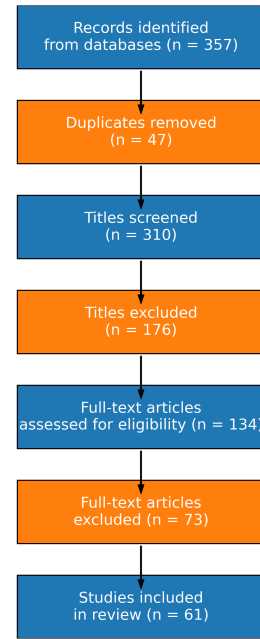 Records identified
from databases (n = 357)
Duplicates removed
(n = 47)
Titles screened
(n = 310)
Titles excluded
(n = 176)
Full-text articles
assessed for eligibility (n = 134)
Full-text articles
excluded (n = 73)
Studies included
in review (n = 61)